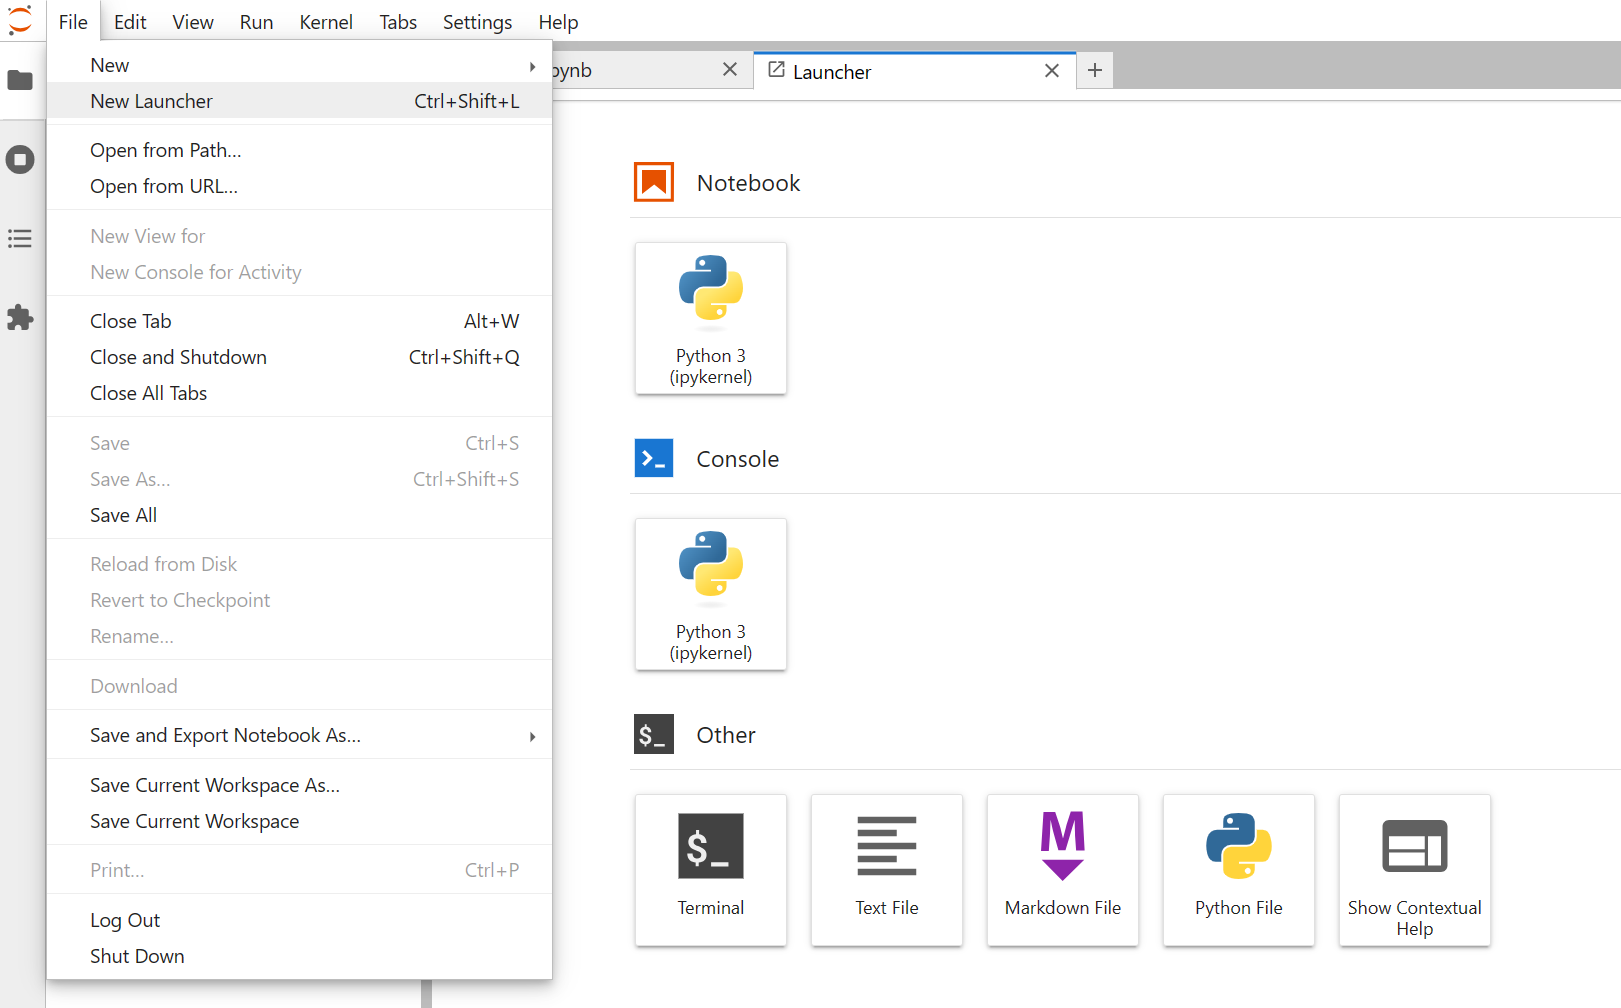 File Edit View Run Kernel Tabs Settings Help
ynb
Launcher
New
New Launcher Ctrl+Shift+L
Open from Path...
Open from URL...
New View for
New Console for Activity
Close Tab Alt+W
Close and Shutdown Ctrl+Shift+Q
Close All Tabs
Save Ctrl+S
Save As... Ctrl+Shift+S
Save All
Reload from Disk
Revert to Checkpoint
Rename...
Download
Save and Export Notebook As...
Save Current Workspace As...
Save Current Workspace
Print... Ctrl+P
Log Out
Shut Down
Notebook
Python 3
(ipykernel)
Console
Python 3
(ipykernel)
$_
Other
$_
Terminal
Text File
M
Markdown File
Python File
Show Contextual
Help